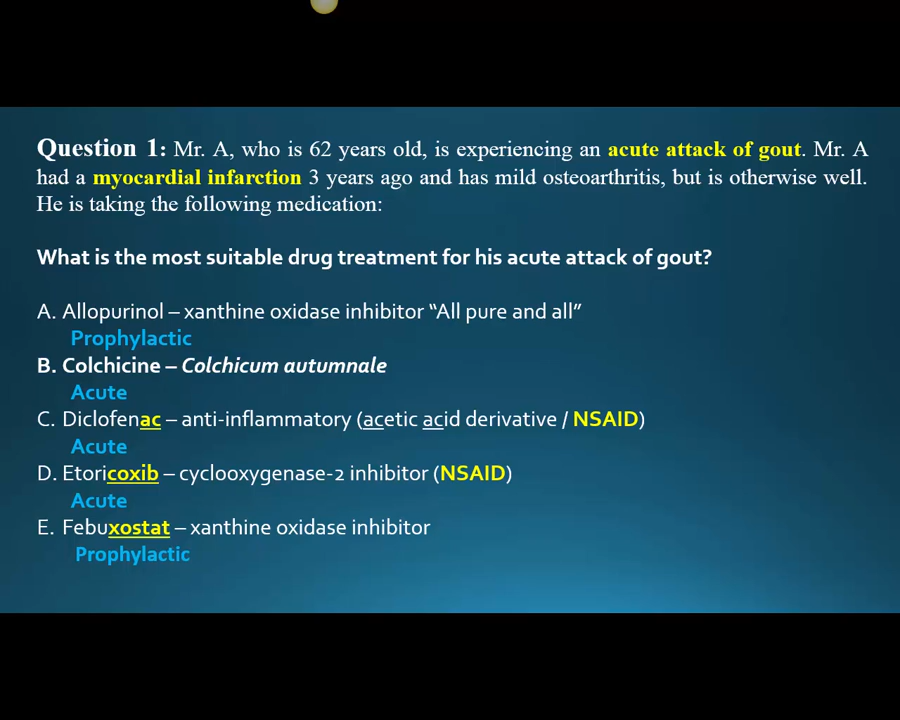 Question 1: Mr. A, who is 62 years old, is experiencing an acute attack of gout. Mr. A
had a myocardial infarction 3 years ago and has mild osteoarthritis, but is otherwise well.
He is taking the following medication:
What is the most suitable drug treatment for his acute attack of gout?
A. Allopurinol – xanthine oxidase inhibitor “All pure and all”
Prophylactic
B. Colchicine – Colchicum autumnale
Acute
C. Diclofenac – anti-inflammatory (acetic acid derivative / NSAID)
Acute
D. Etoricoxib – cyclooxygenase-2 inhibitor (NSAID)
Acute
E. Febuxostat – xanthine oxidase inhibitor
Prophylactic